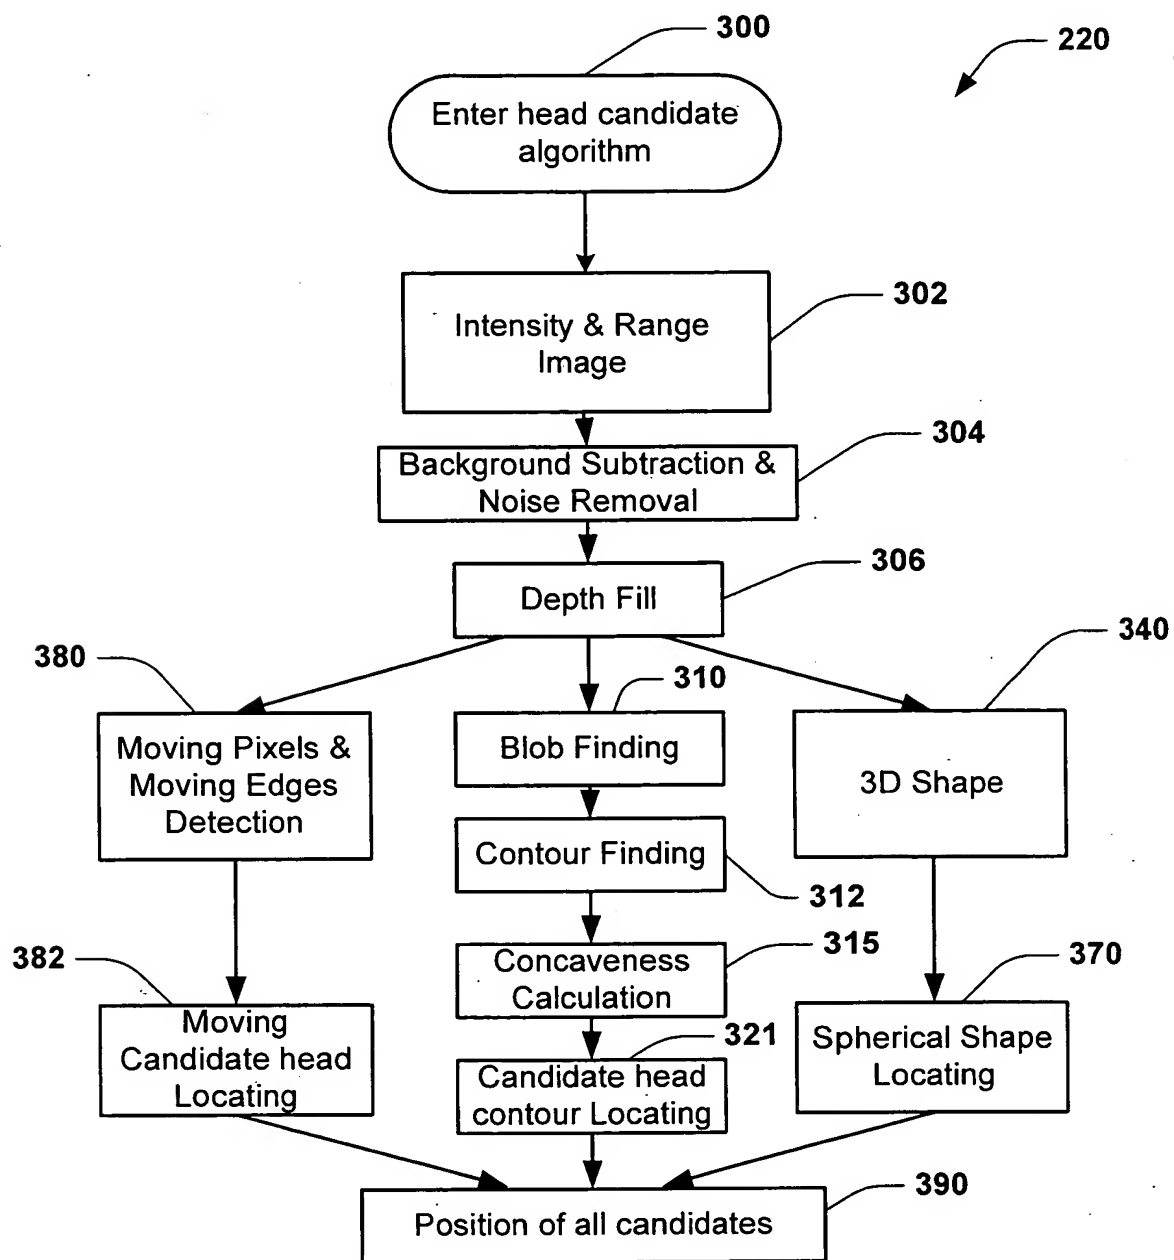 300
220
Enter head candidate
algorithm
302
Intensity & Range
Image
304
Background Subtraction &
Noise Removal
306
Depth Fill
380
310
340
Moving Pixels &
Moving Edges
Detection
Blob Finding
3D Shape
Contour Finding
312
382
315
370
Concaveness
Calculation
Moving
Candidate head
Locating
321
Candidate head
contour Locating
Spherical Shape
Locating
390
Position of all candidates